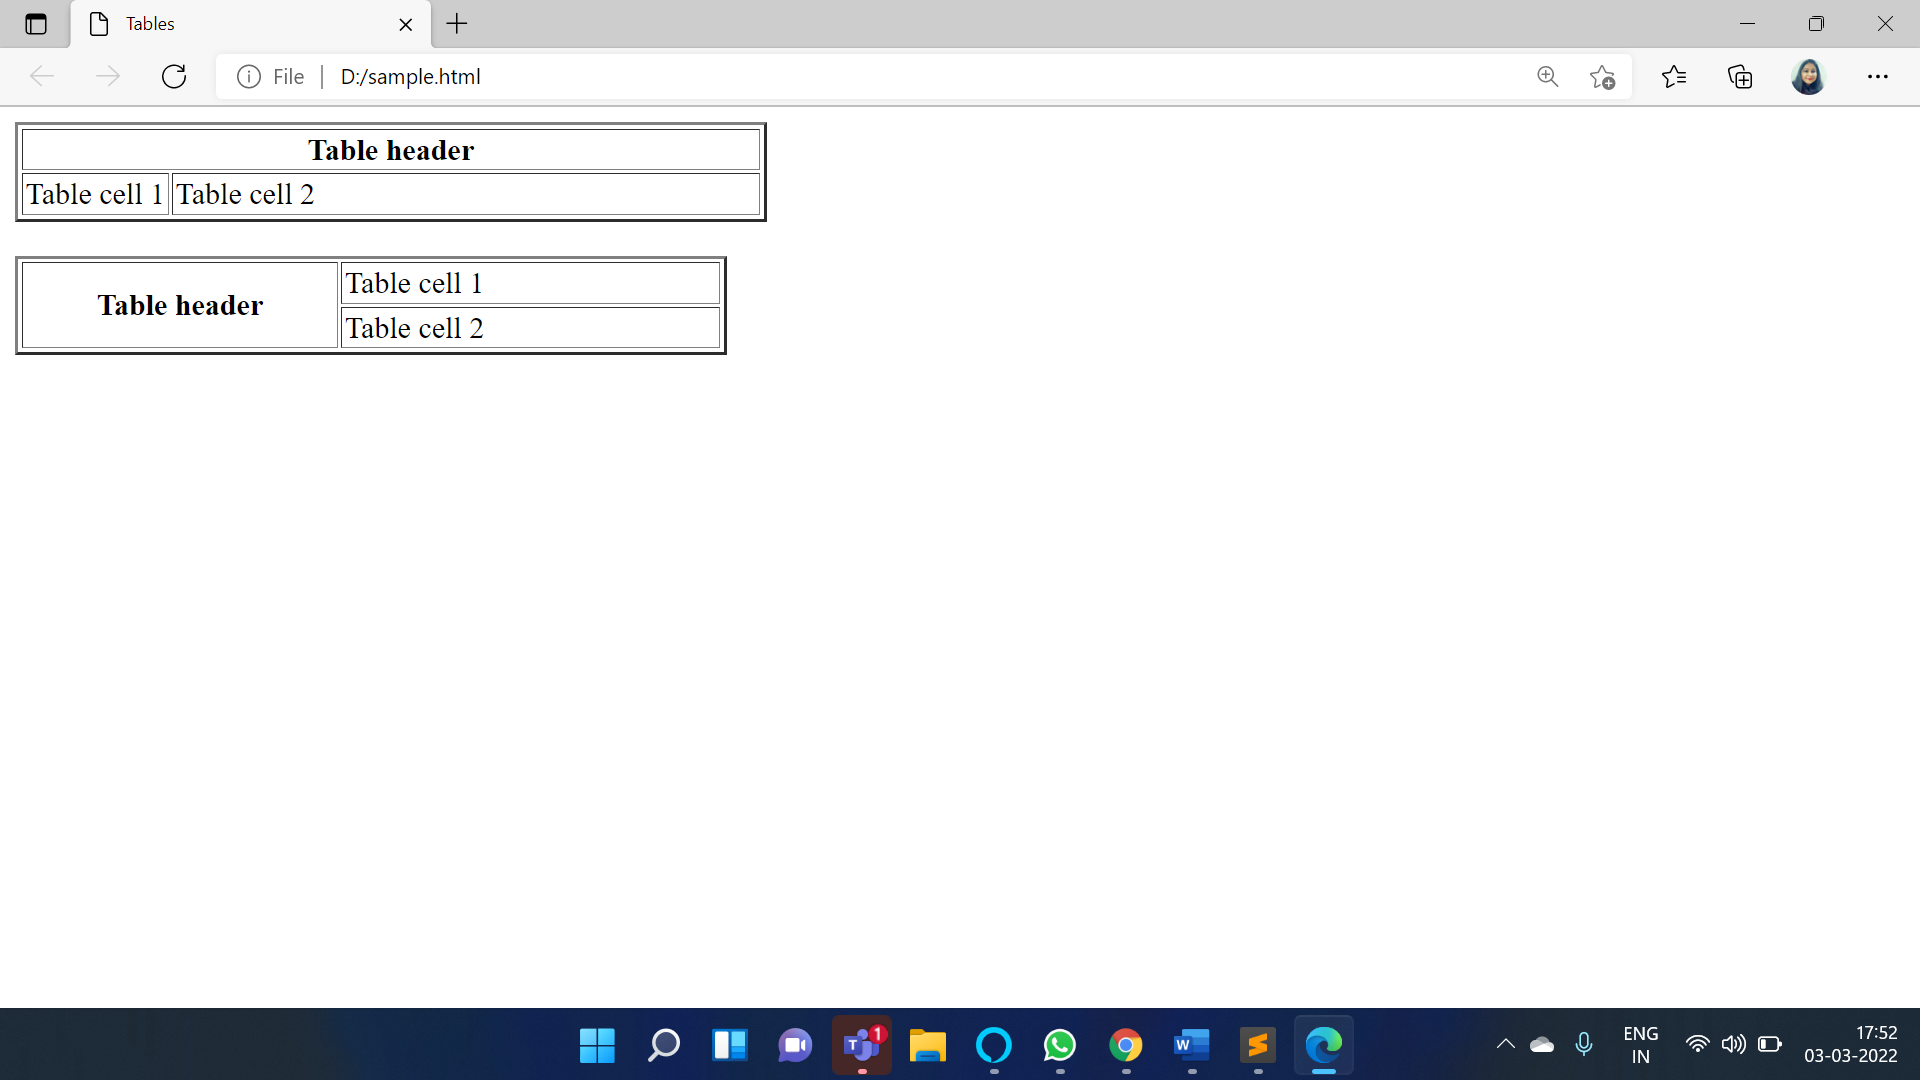 Tables
File
D:/sample.html
Table header
Table cell 1 Table cell 2
Table header
Table cell 1
Table cell 2
1
T
W
ENG
IN
17:52
03-03-2022